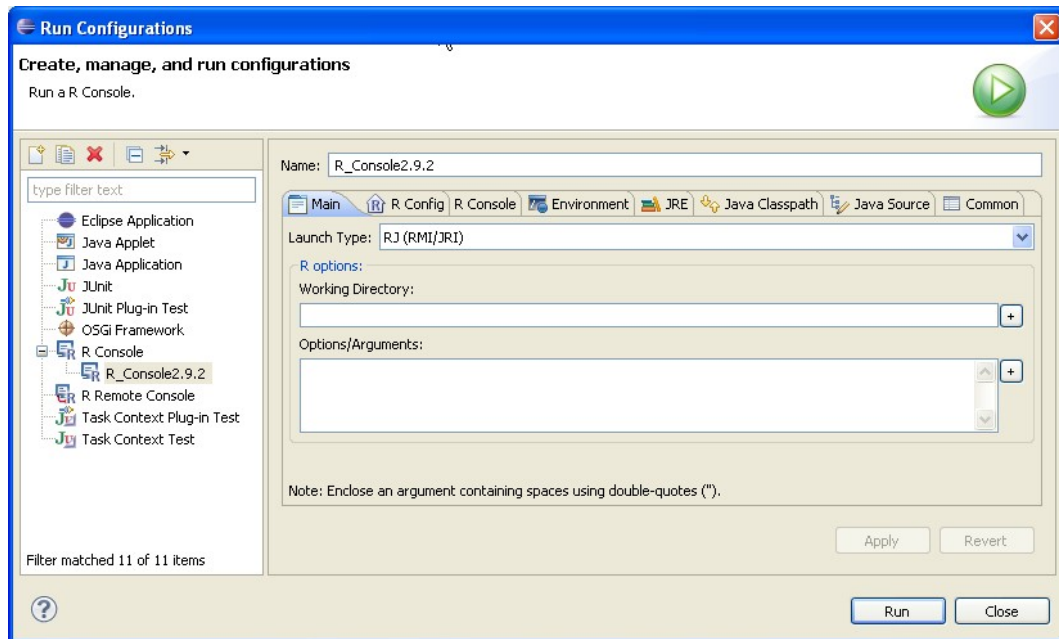 Run Configurations
Create, manage, and run configurations
Run a R Console.
type filter text
Eclipse Application
Java Applet
Java Application
JUnit
JUnit Plug-in Test
OSGi Framework
R Console
R_Console2.9.2
R Remote Console
Task Context Plug-in Test
Task Context Test
Filter matched 11 of 11 items
Name: R_Console2.9.2
Main R Config R Console Environment JRE Java Classpath Java Source Common
Launch Type: RJ (RMI/JRI)
R options:
Working Directory:
+
Options/Arguments:
+
Note: Enclose an argument containing spaces using double-quotes (").
Apply Revert
? Run Close